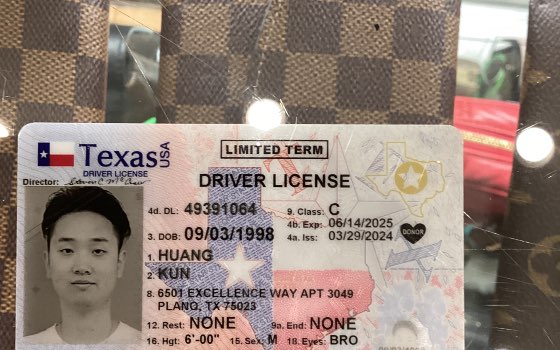 Texas USA
DRIVER LICENSE
Director:
LIMITED TERM
DRIVER LICENSE
4d. DL: 49391064 9. Class: C
4b. Exp: 06/14/2025
3. DOB: 09/03/1998 4a. Iss: 03/29/2024
DONOR
1. HUANG
2. KUN
8. 6501 EXCELLENCE WAY APT 3049
PLANO, TX 75023
12. Rest: NONE 9a. End: NONE
16. Hgt: 6'-00" 15. Sex: M 18. Eyes: BRO